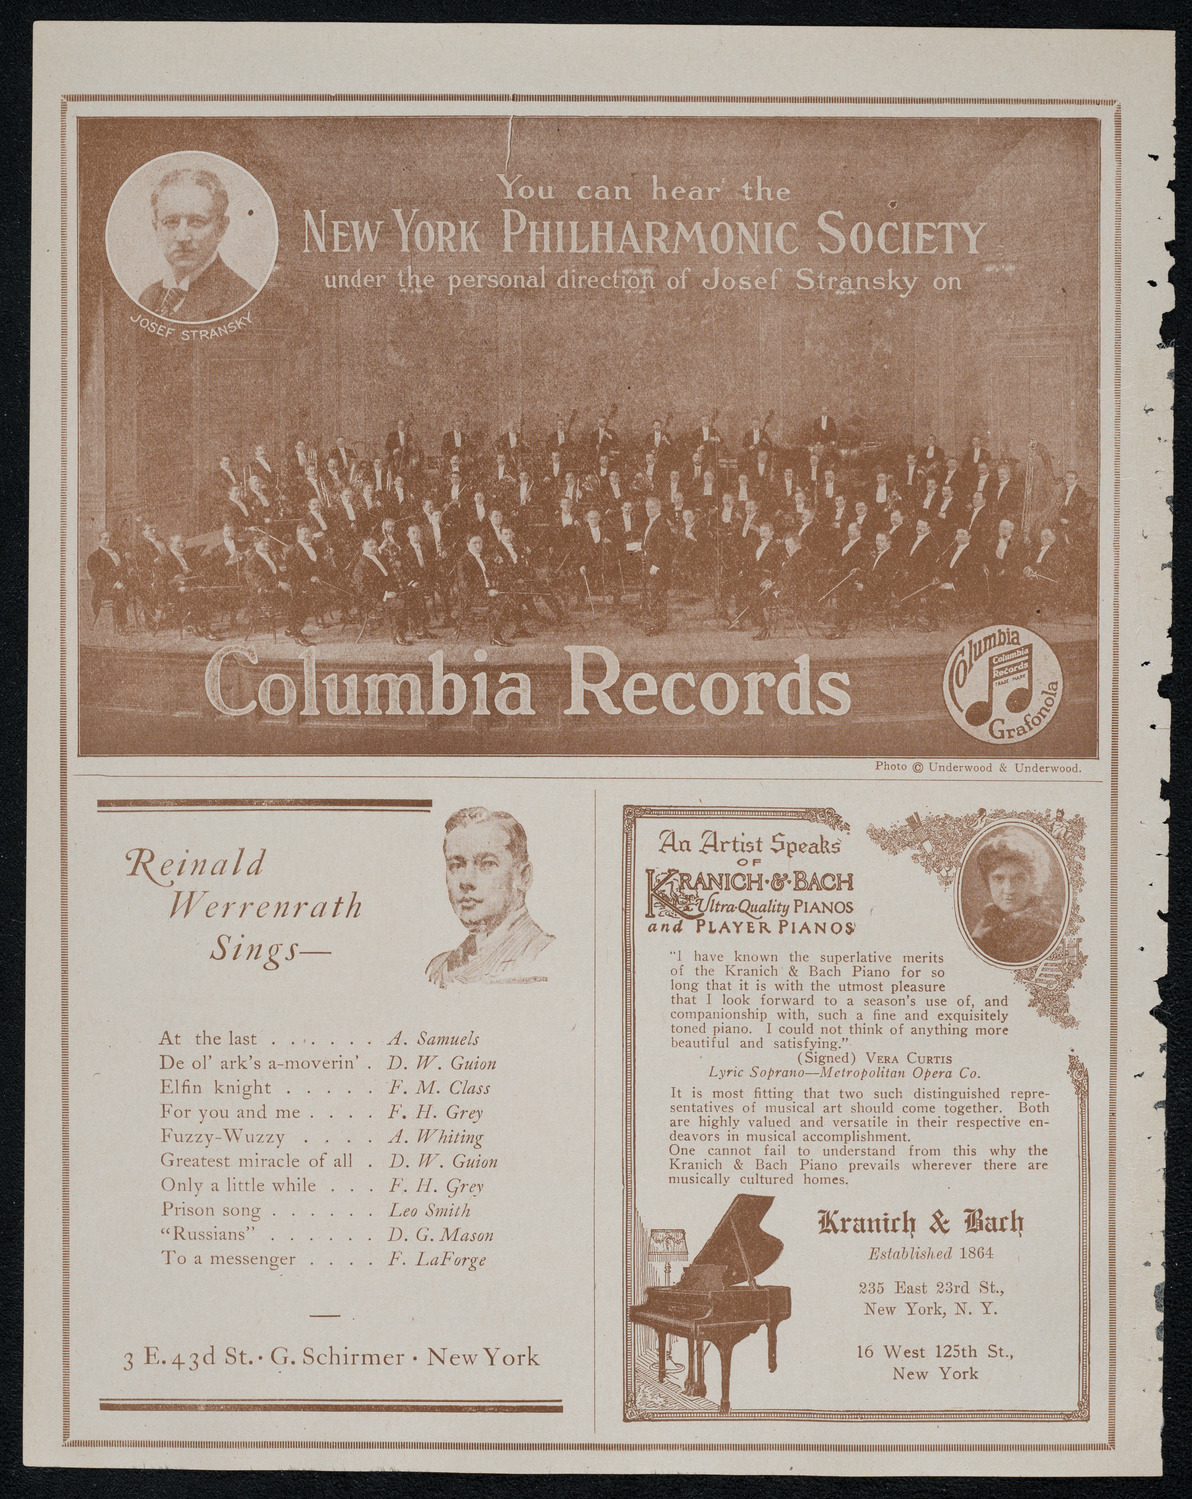 You can hear the
NEW YORK PHILHARMONIC SOCIETY
under the personal direction of Josef Stransky on
JOSEF STRANSKY
Columbia Records
Columbia
Columbia
Records
TRADE MARK
Grafonola
Photo © Underwood & Underwood.
Reinald
Werrenrath
Sings—
At the last . . . . . . . A. Samuels
De ol' ark's a-moverin' . D. W. Guion
Elfin knight . . . . . F. M. Class
For you and me . . . . F. H. Grey
Fuzzy-Wuzzy . . . . A. Whiting
Greatest miracle of all . D. W. Guion
Only a little while . . . F. H. Grey
Prison song . . . . . . Leo Smith
"Russians" . . . . . . D. G. Mason
To a messenger . . . . F. LaForge
3 E. 43d St. · G. Schirmer · New York
An Artist Speaks
OF
KRANICH·&·BACH
Ultra-Quality PIANOS
and PLAYER PIANOS
"I have known the superlative merits
of the Kranich & Bach Piano for so
long that it is with the utmost pleasure
that I look forward to a season's use of, and
companionship with, such a fine and exquisitely
toned piano. I could not think of anything more
beautiful and satisfying."
(Signed) VERA CURTIS
Lyric Soprano—Metropolitan Opera Co.
It is most fitting that two such distinguished repre-
sentatives of musical art should come together. Both
are highly valued and versatile in their respective en-
deavors in musical accomplishment.
One cannot fail to understand from this why the
Kranich & Bach Piano prevails wherever there are
musically cultured homes.
Kranich & Bach
Established 1864
235 East 23rd St.,
New York, N. Y.
16 West 125th St.,
New York